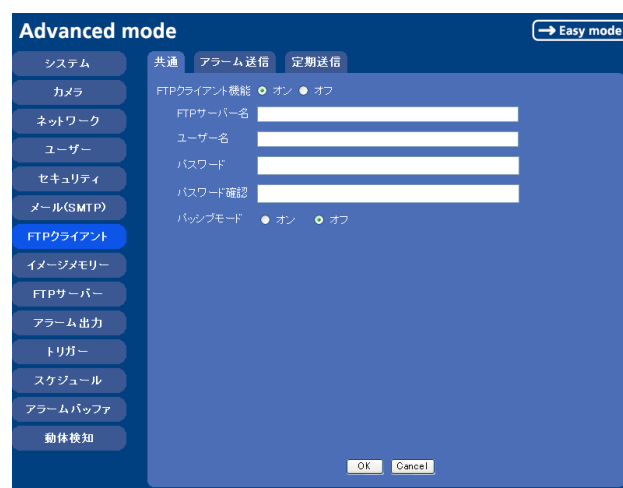 Advanced mode
→ Easy mode
システム
カメラ
ネットワーク
ユーザー
セキュリティ
メール(SMTP)
FTPクライアント
イメージメモリー
FTPサーバー
アラーム出力
トリガー
スケジュール
アラームバッファ
動体検知
共通 アラーム送信 定期送信
FTPクライアント機能 オン オフ
FTPサーバー名
ユーザー名
パスワード
パスワード確認
パッシブモード オン オフ
OK Cancel